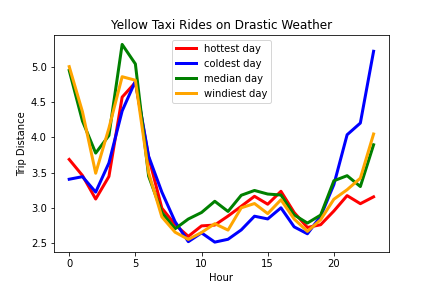 Yellow Taxi Rides on Drastic Weather
hottest day
coldest day
median day
windiest day
Trip Distance
5.0
4.5
4.0
3.5
3.0
2.5
0 5 10 15 20
Hour